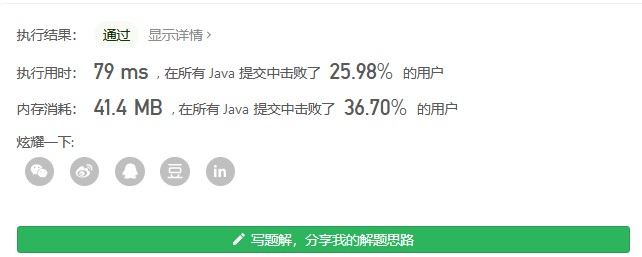 执行结果： 通过 显示详情 ›
执行用时： 79 ms , 在所有 Java 提交中击败了 25.98% 的用户
内存消耗： 41.4 MB , 在所有 Java 提交中击败了 36.70% 的用户
炫耀一下:
豆 in
写题解，分享我的解题思路